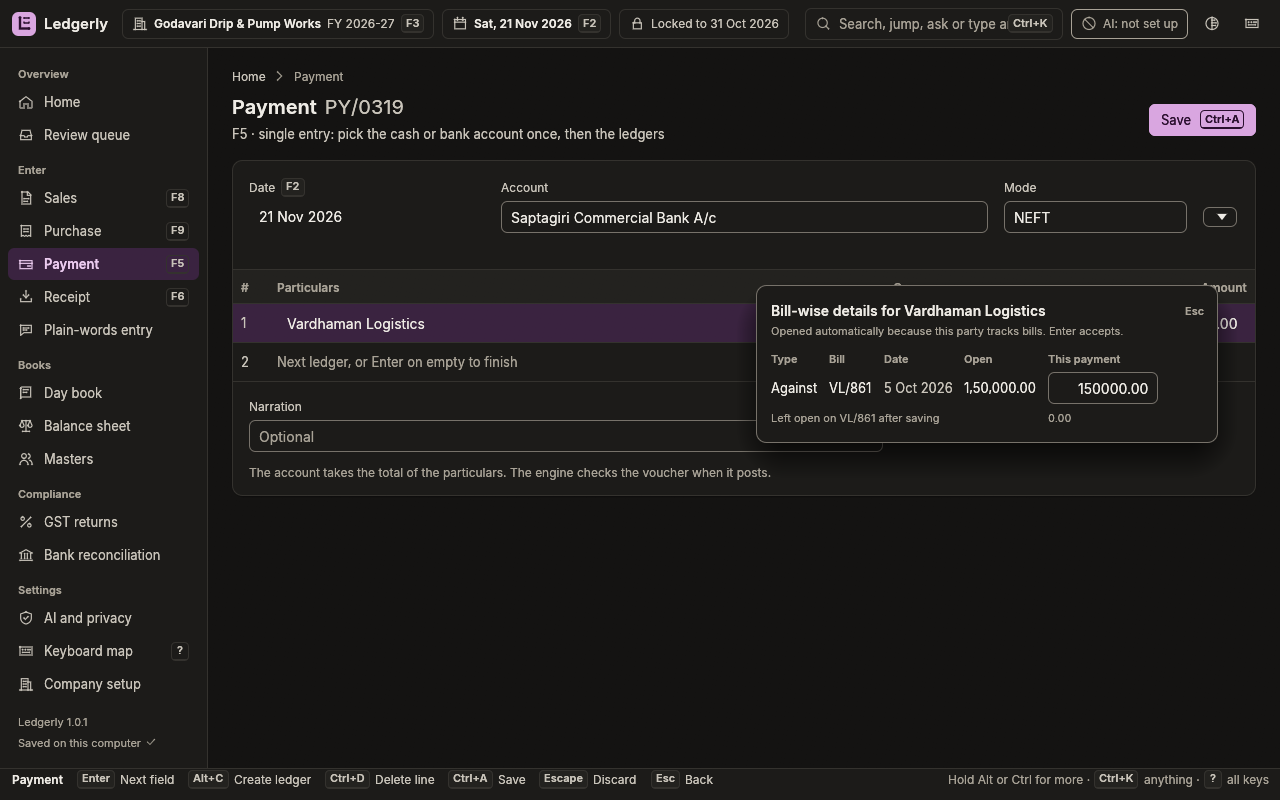 Ledgerly
Godavari Drip & Pump Works FY 2026-27 F3
Sat, 21 Nov 2026 F2
Locked to 31 Oct 2026
Search, jump, ask or type a Ctrl+K
AI: not set up
Overview
Home
Review queue
Enter
Sales F8
Purchase F9
Payment F5
Receipt F6
Plain-words entry
Books
Day book
Balance sheet
Masters
Compliance
GST returns
Bank reconciliation
Settings
AI and privacy
Keyboard map ?
Company setup
Ledgerly 1.0.1
Saved on this computer
Home Payment
Payment PY/0319
F5 · single entry: pick the cash or bank account once, then the ledgers
Save Ctrl+A
Date F2
21 Nov 2026
Account
Saptagiri Commercial Bank A/c
Mode
NEFT
# Particulars
1 Vardhaman Logistics .00
2 Next ledger, or Enter on empty to finish
Bill-wise details for Vardhaman Logistics Esc
Opened automatically because this party tracks bills. Enter accepts.
Type Bill Date Open This payment
Against VL/861 5 Oct 2026 1,50,000.00 150000.00
Left open on VL/861 after saving 0.00
Narration
Optional
The account takes the total of the particulars. The engine checks the voucher when it posts.
Payment Enter Next field Alt+C Create ledger Ctrl+D Delete line Ctrl+A Save Escape Discard Esc Back
Hold Alt or Ctrl for more · Ctrl+K anything · ? all keys